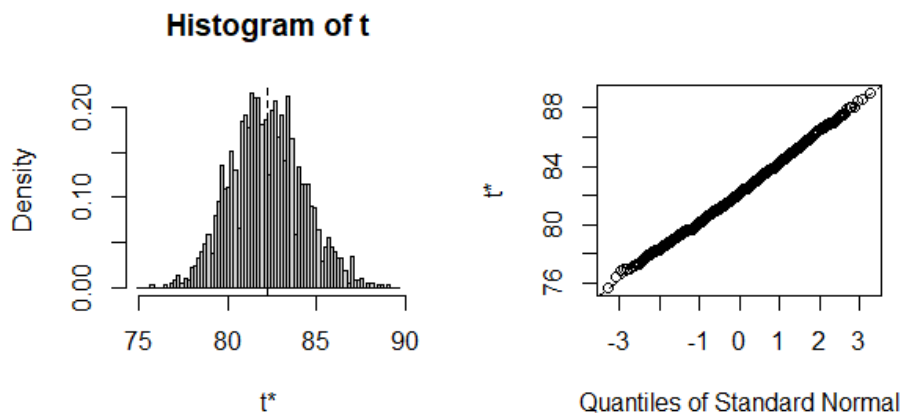 Histogram of t
Density
0.00 0.10 0.20
75 80 85 90
t*
t*
76 80 84 88
-3 -1 0 1 2 3
Quantiles of Standard Normal